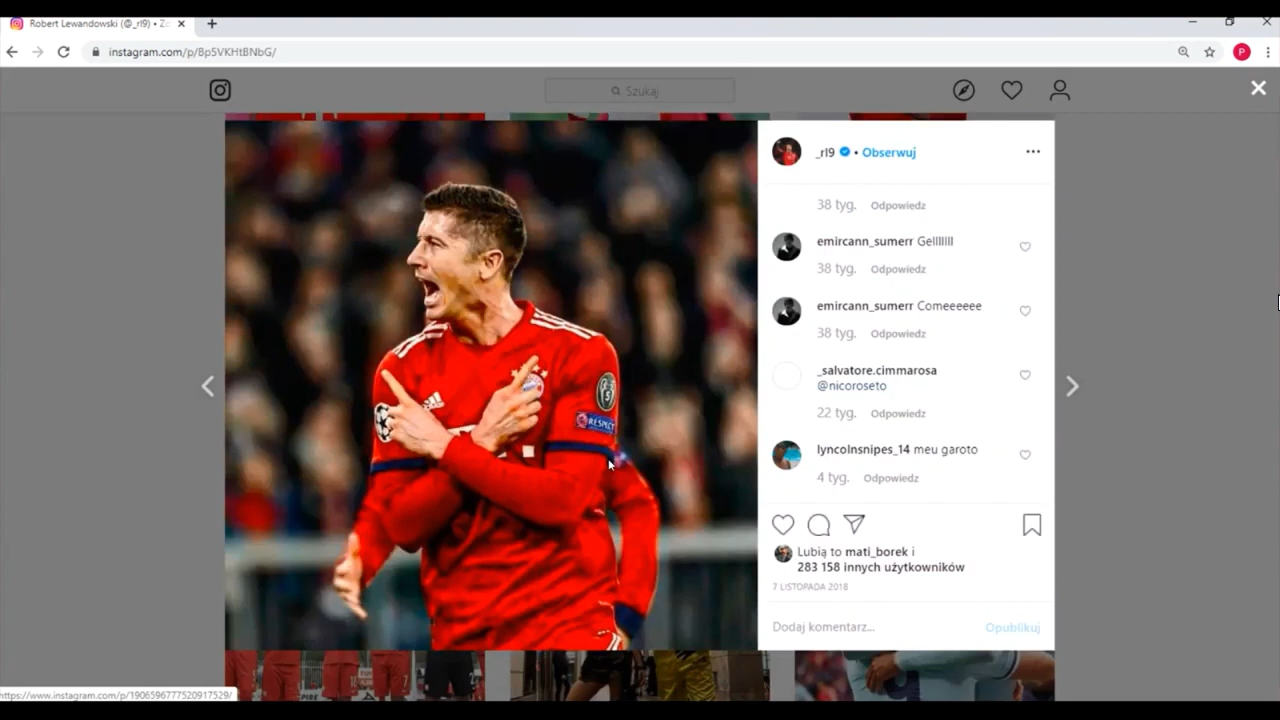 Robert Lewandowski (@_rl9) • Zd
instagram.com/p/Bp5VKHtBNbG/
P
Szukaj
_rl9 • Obserwuj
38 tyg. Odpowiedz
emircann_sumerr Gelllllll
38 tyg. Odpowiedz
emircann_sumerr Comeeeeee
38 tyg. Odpowiedz
_salvatore.cimmarosa
@nicoroseto
22 tyg. Odpowiedz
lyncolnsnipes_14 meu garoto
4 tyg. Odpowiedz
5
RESPECT
Lubią to mati_borek i
283 158 innych użytkowników
7 LISTOPADA 2018
Dodaj komentarz...
Opublikuj
https://www.instagram.com/p/1906596777520917529/